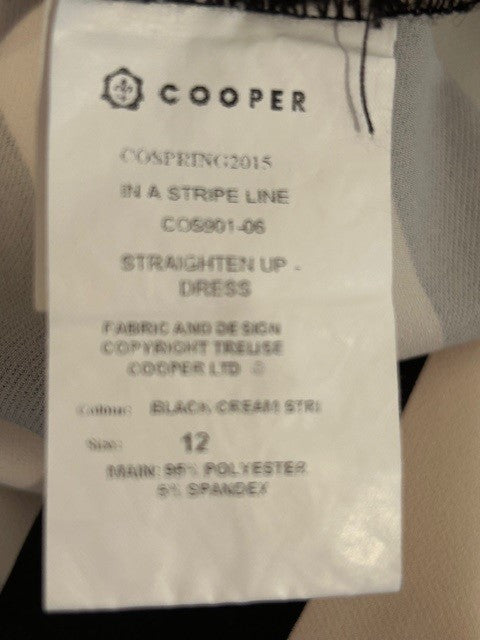 COOPER
COSPRING2015
IN A STRIPE LINE
COS901-06
STRAIGHTEN UP -
DRESS
FABRIC AND DESIGN
COPYRIGHT TRELISE
COOPER LTD ©
Colour: BLACK CREAM STRI
Size: 12
MAIN: 95% POLYESTER
5% SPANDEX